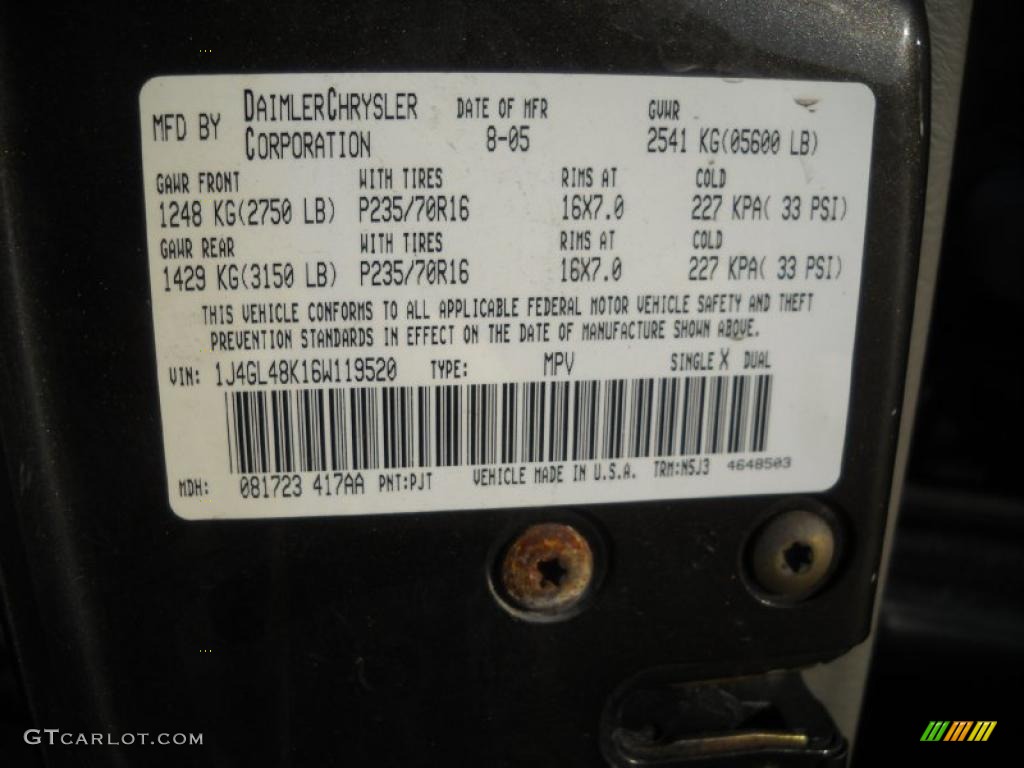 MFD BY DAIMLERCHRYSLER CORPORATION DATE OF MFR 8-05 GVWR 2541 KG(05600 LB)
GAWR FRONT WITH TIRES RIMS AT COLD
1248 KG(2750 LB) P235/70R16 16X7.0 227 KPA( 33 PSI)
GAWR REAR WITH TIRES RIMS AT COLD
1429 KG(3150 LB) P235/70R16 16X7.0 227 KPA( 33 PSI)
THIS VEHICLE CONFORMS TO ALL APPLICABLE FEDERAL MOTOR VEHICLE SAFETY AND THEFT
PREVENTION STANDARDS IN EFFECT ON THE DATE OF MANUFACTURE SHOWN ABOVE.
VIN: 1J4GL48K16W119520 TYPE: MPV SINGLE X DUAL
MDH: 081723 417AA PNT:PJT VEHICLE MADE IN U.S.A. TRM:N5J3 4648503
GTCARLOT.COM